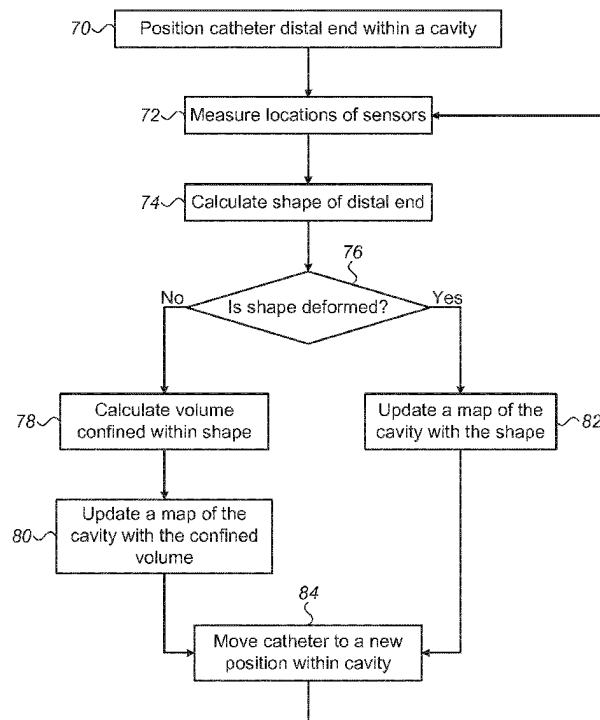 70
Position catheter distal end within a cavity
72
Measure locations of sensors
74
Calculate shape of distal end
76
No
Is shape deformed?
Yes
78
Calculate volume
confined within shape
Update a map of the
cavity with the shape
82
80
Update a map of the
cavity with the confined
volume
84
Move catheter to a new
position within cavity